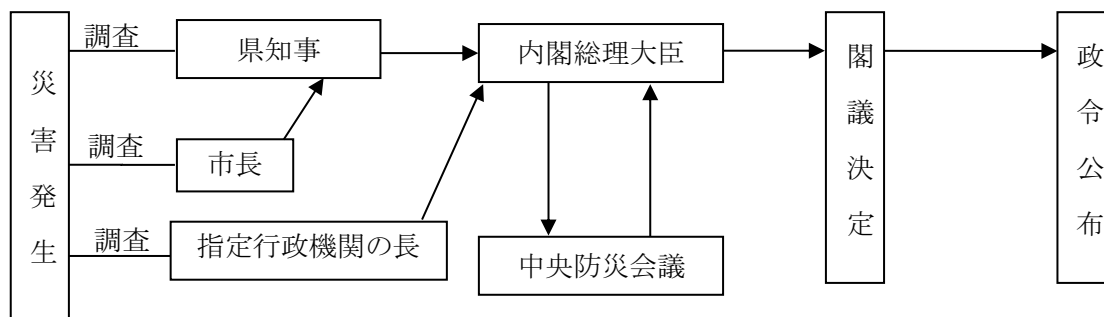 災害発生
調査
県知事
調査
市長
調査
指定行政機関の長
内閣総理大臣
中央防災会議
閣議決定
政令公布